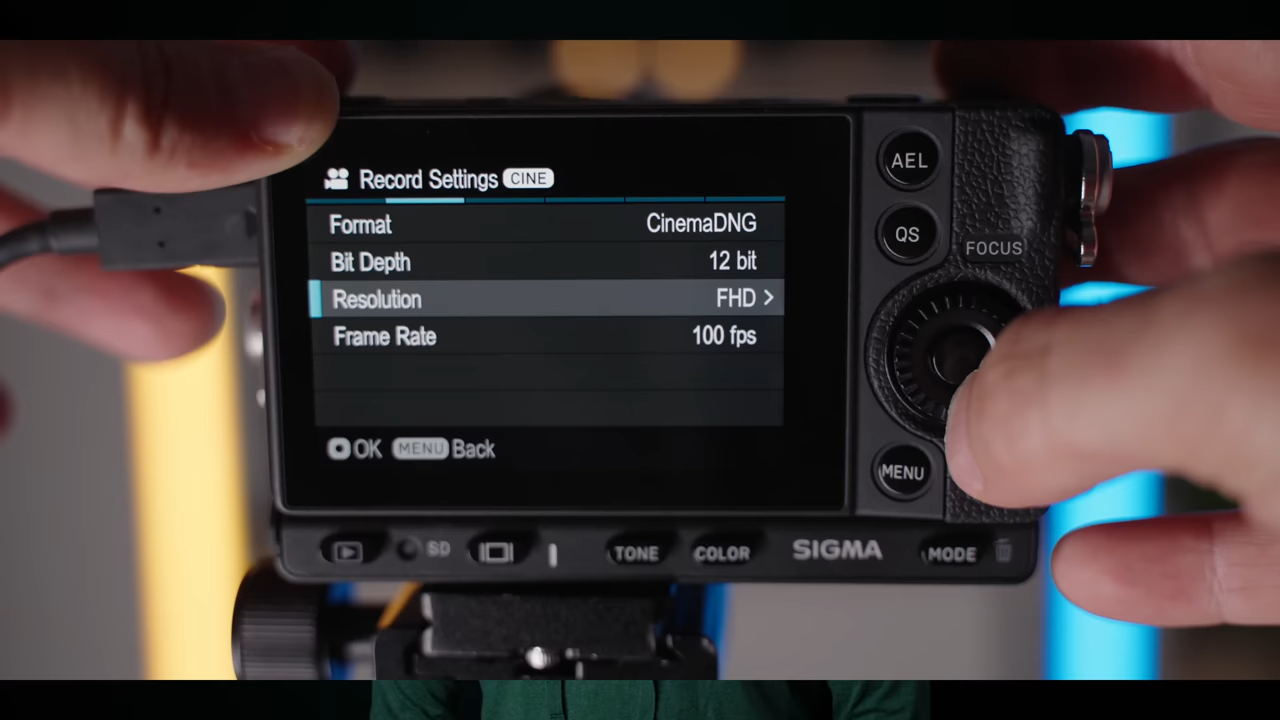 Record Settings CINE
Format CinemaDNG
Bit Depth 12 bit
Resolution FHD >
Frame Rate 100 fps
OK MENU Back
AEL
QS
FOCUS
MENU
SD
TONE COLOR SIGMA MODE